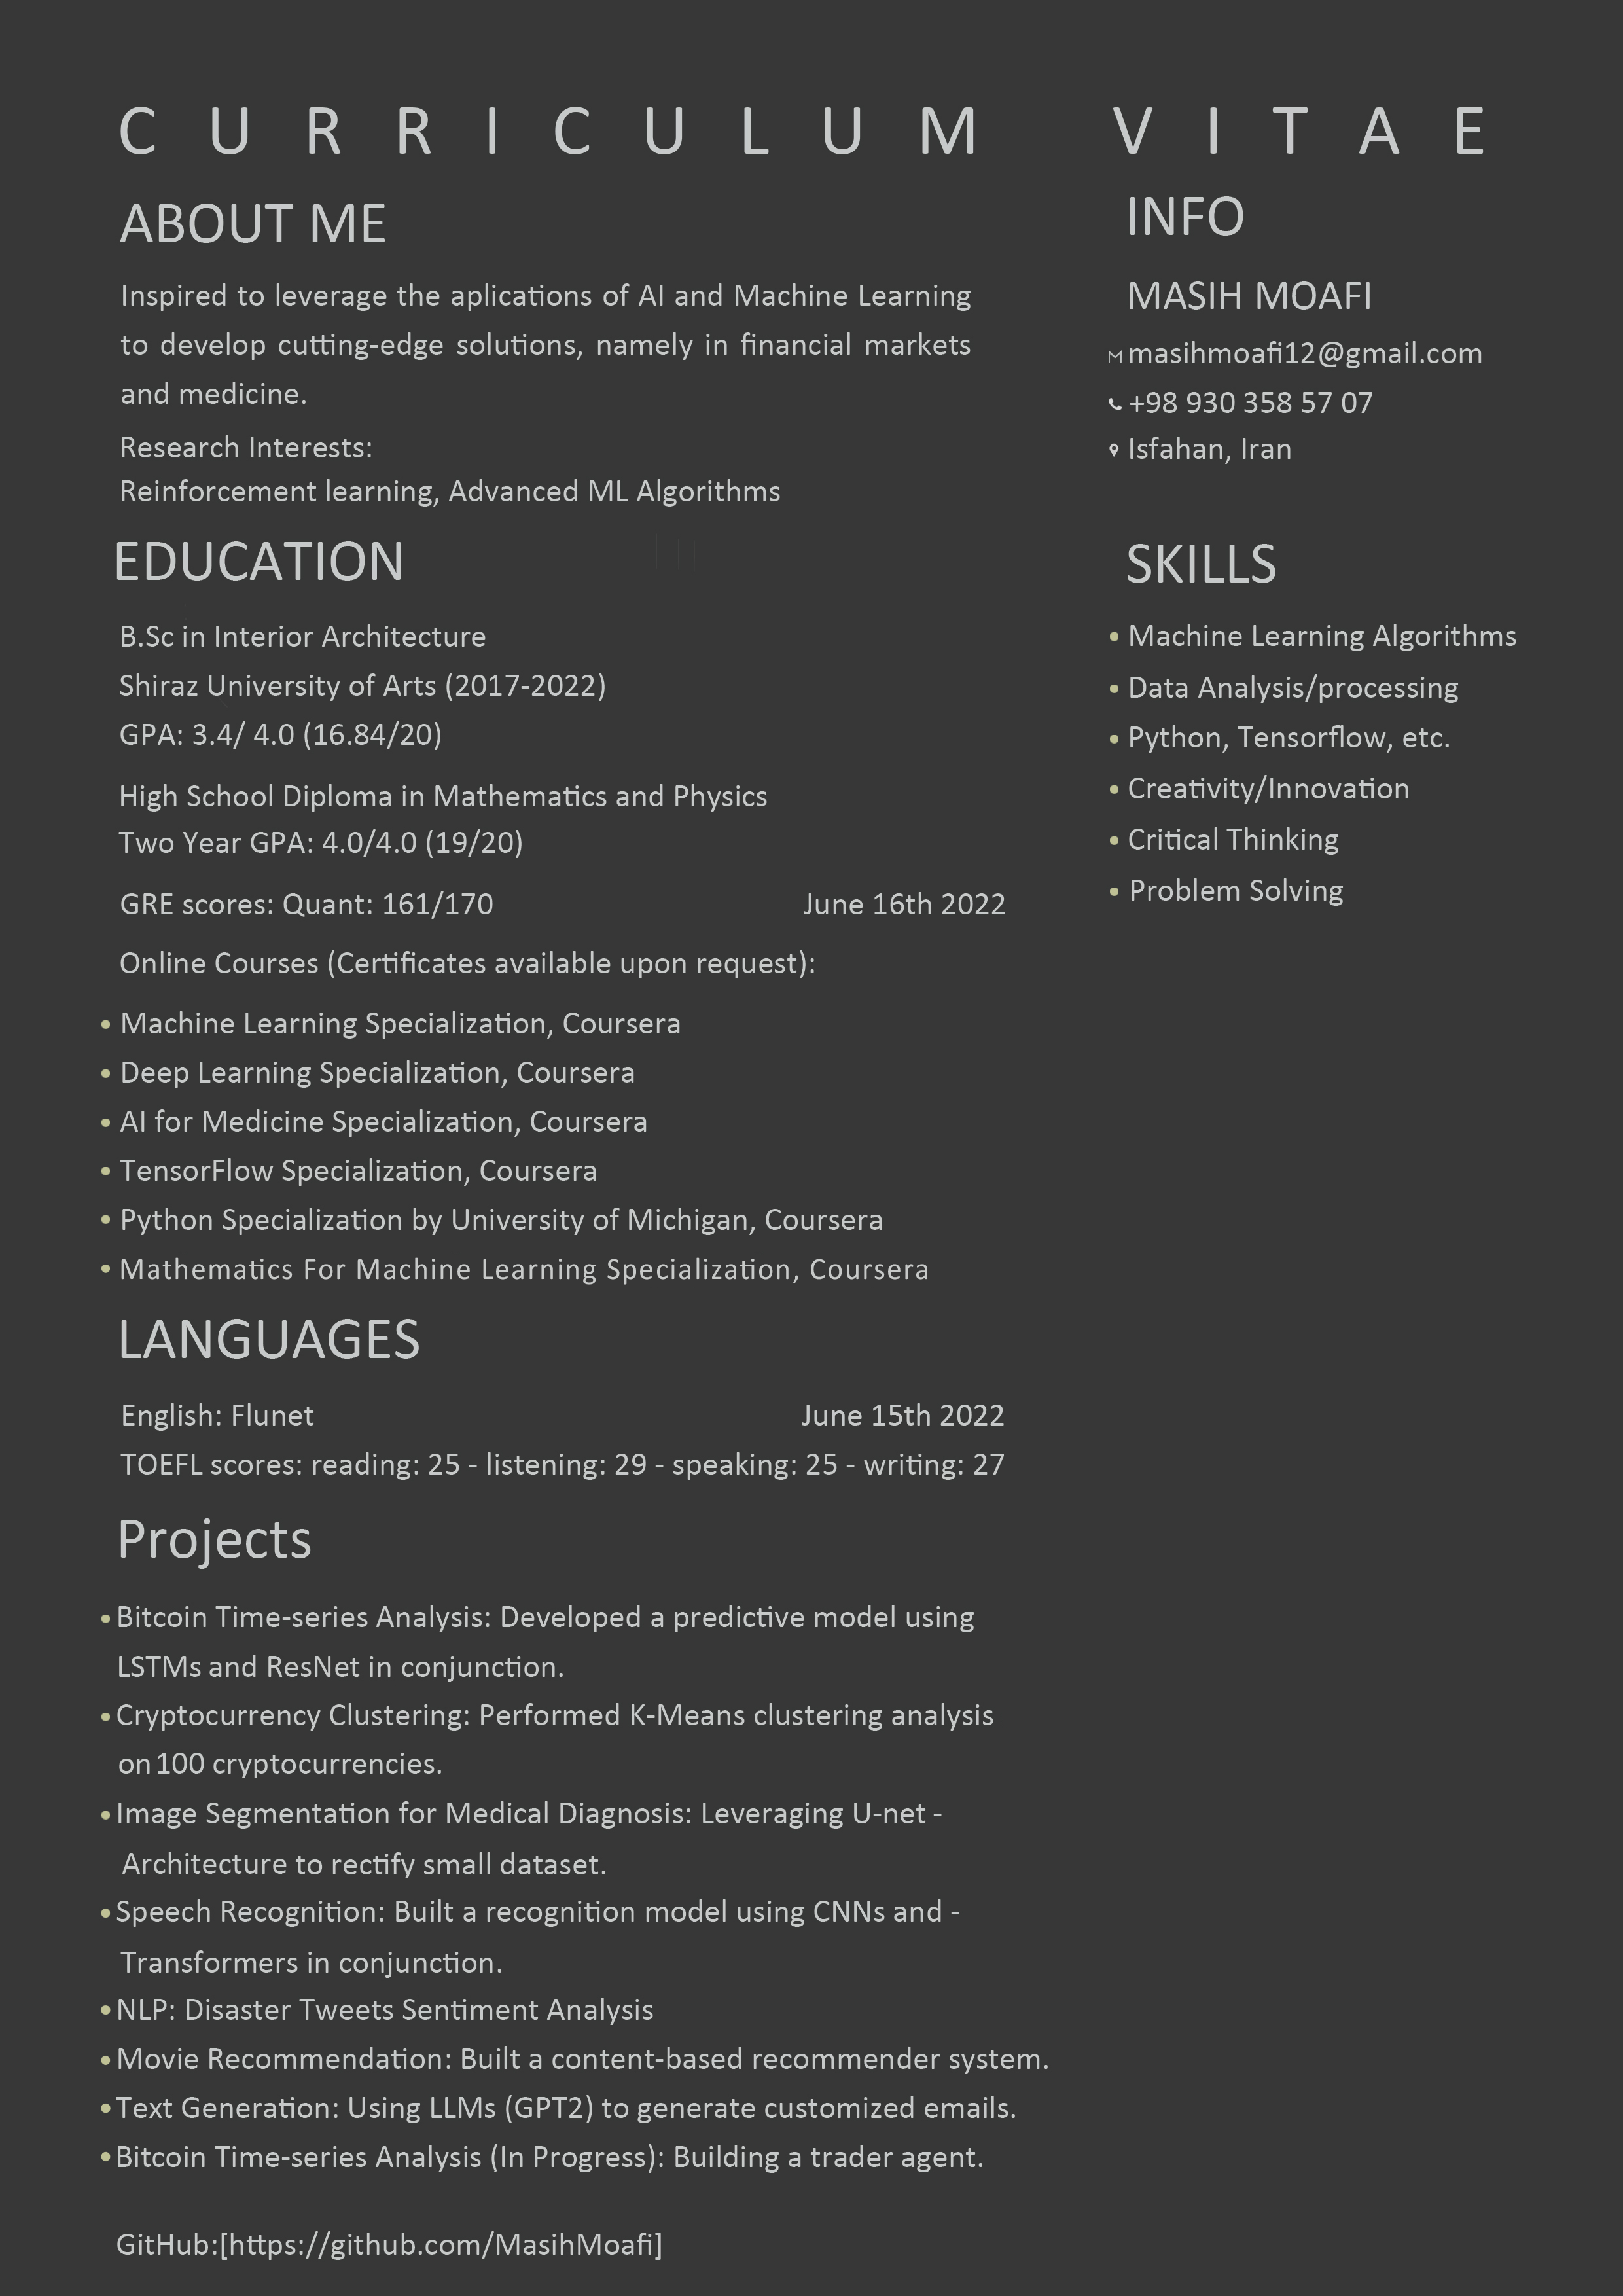 CURRICULUM VITAE
ABOUT ME
Inspired to leverage the aplications of AI and Machine Learning
to develop cutting-edge solutions, namely in financial markets
and medicine.
Research Interests:
Reinforcement learning, Advanced ML Algorithms
EDUCATION
B.Sc in Interior Architecture
Shiraz University of Arts (2017-2022)
GPA: 3.4/ 4.0 (16.84/20)
High School Diploma in Mathematics and Physics
Two Year GPA: 4.0/4.0 (19/20)
GRE scores: Quant: 161/170 June 16th 2022
Online Courses (Certificates available upon request):
• Machine Learning Specialization, Coursera
• Deep Learning Specialization, Coursera
• AI for Medicine Specialization, Coursera
• TensorFlow Specialization, Coursera
• Python Specialization by University of Michigan, Coursera
• Mathematics For Machine Learning Specialization, Coursera
LANGUAGES
English: Flunet June 15th 2022
TOEFL scores: reading: 25 - listening: 29 - speaking: 25 - writing: 27
Projects
• Bitcoin Time-series Analysis: Developed a predictive model using
LSTMs and ResNet in conjunction.
• Cryptocurrency Clustering: Performed K-Means clustering analysis
on 100 cryptocurrencies.
• Image Segmentation for Medical Diagnosis: Leveraging U-net -
Architecture to rectify small dataset.
• Speech Recognition: Built a recognition model using CNNs and -
Transformers in conjunction.
• NLP: Disaster Tweets Sentiment Analysis
• Movie Recommendation: Built a content-based recommender system.
• Text Generation: Using LLMs (GPT2) to generate customized emails.
• Bitcoin Time-series Analysis (In Progress): Building a trader agent.
GitHub:[https://github.com/MasihMoafi]
INFO
MASIH MOAFI
masihmoafi12@gmail.com
+98 930 358 57 07
Isfahan, Iran
SKILLS
• Machine Learning Algorithms
• Data Analysis/processing
• Python, Tensorflow, etc.
• Creativity/Innovation
• Critical Thinking
• Problem Solving